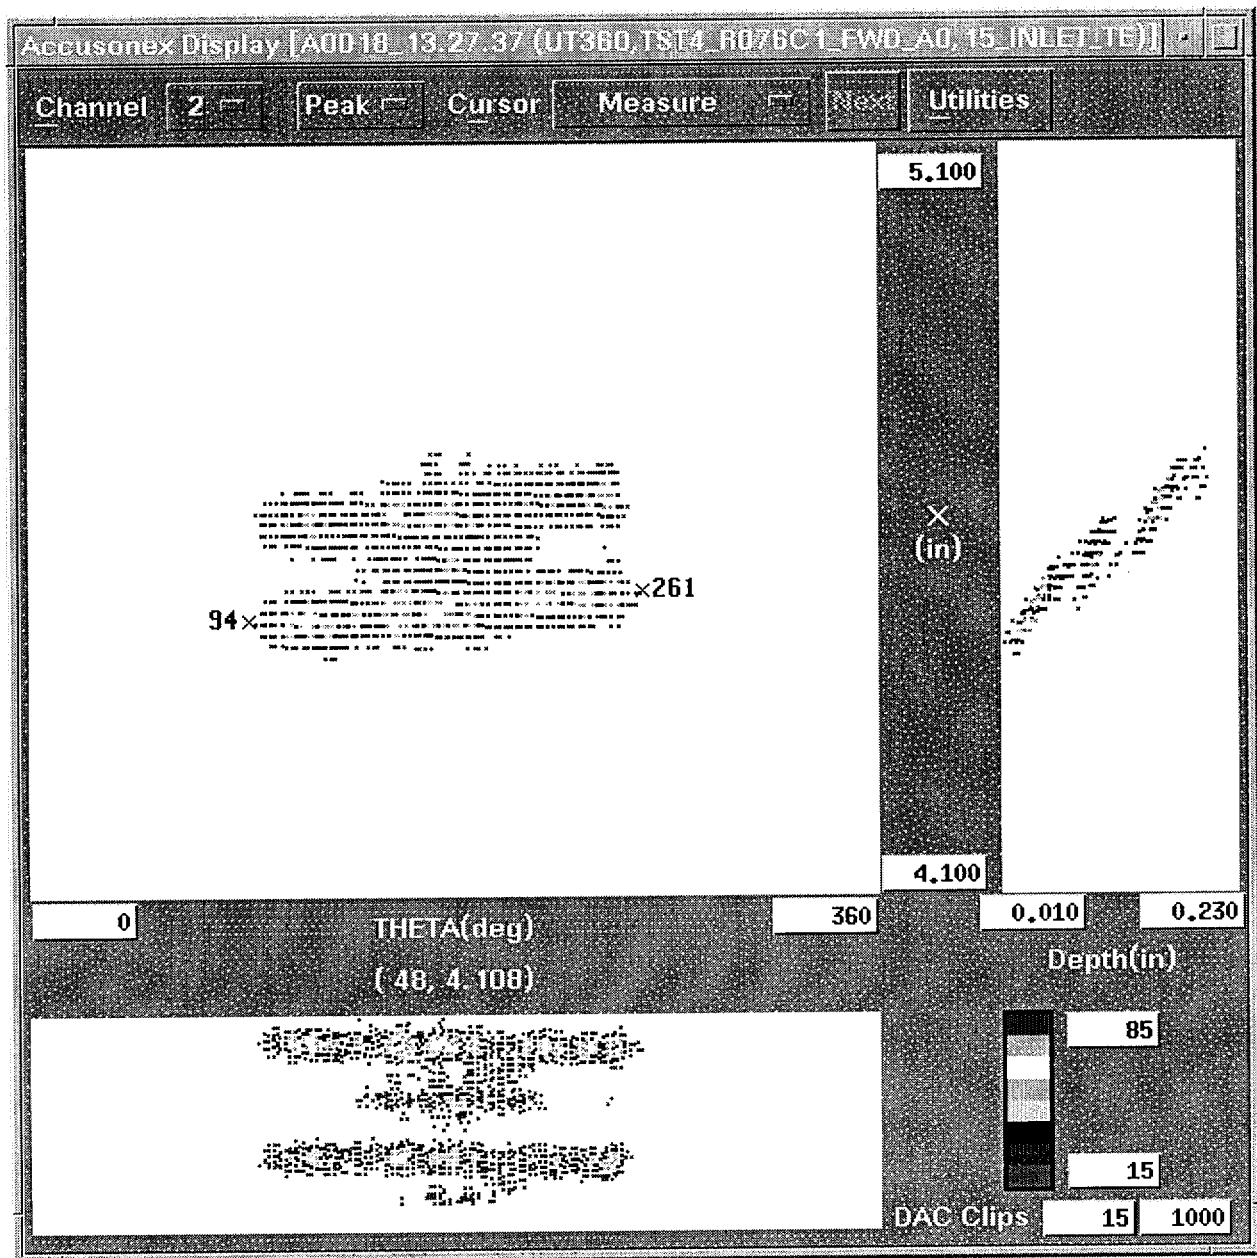 Accusonex Display [A0018_13.27.37 (UT360,TST4_R076C1_FWD_A0, 15_INLET_TE)]
Channel 2 Peak Cursor Measure Next Utilities
5.100
X
(in)
94 ×
×261
4.100
0 THETA(deg) 360 0.010 0.230
( 48, 4.108)
Depth(in)
85
15
DAC Clips 15 1000